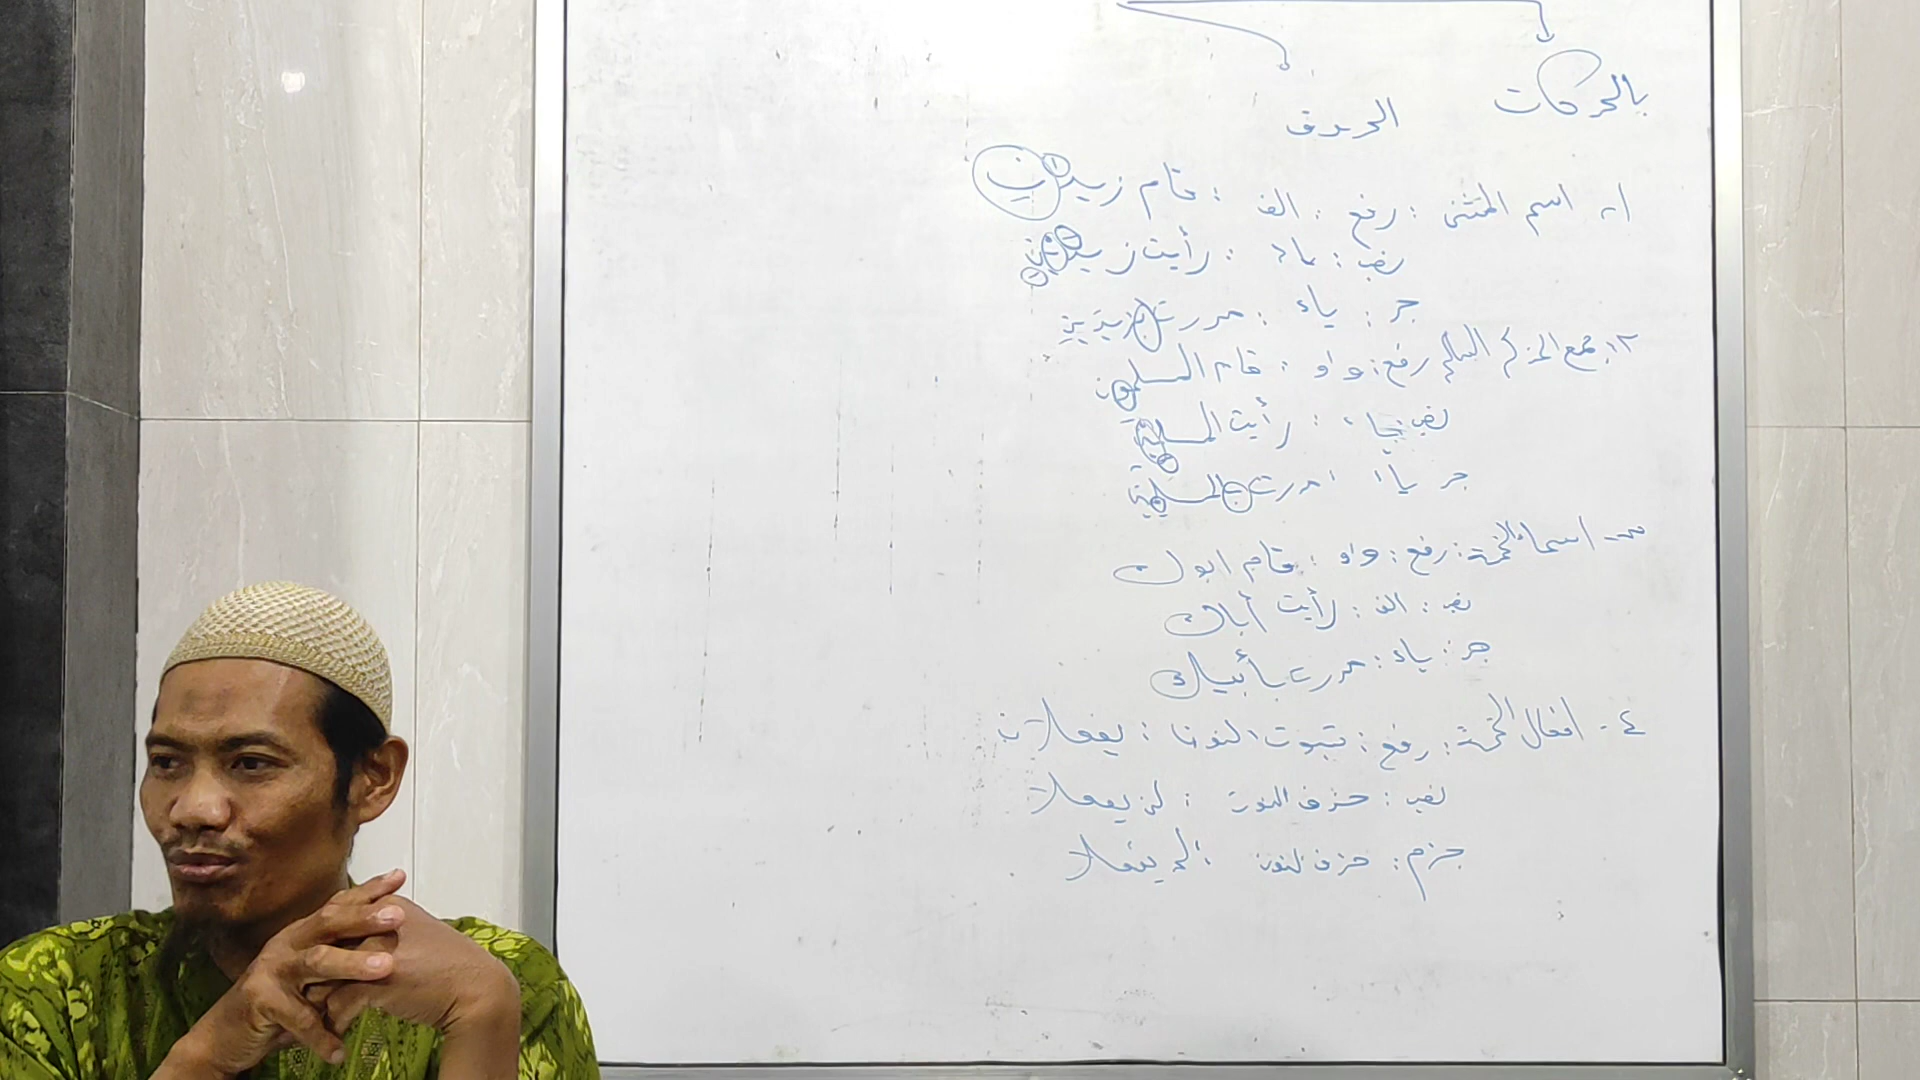 بالحركات
الحروف
١- اسم المثنى : رفع : الف : قام زيدان
نصب : ياء : رأيت زيدين
جر : ياء : مررت بزيدين
٢. جمع المذكر السالم رفع : واو : قام المسلمون
نصب ياء : رأيت المسلمين
جر ياء مررت بالمسلمين
٣- اسماء الخمسة : رفع : واو : قام ابوك
نصب : الف : رأيت أباك
جر : ياء : مررت بأبيك
٤- افعال الخمسة : رفع : ثبوت النون : يفعلان
نصب : حزف النون : لن يفعلا
جزم : حزف النون : لم يفعلا